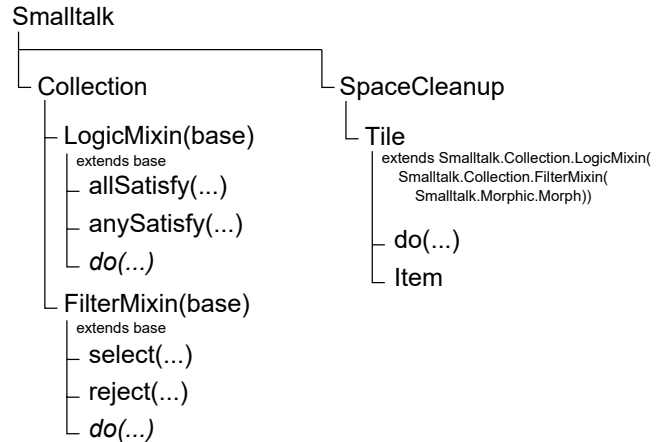 Smalltalk
Collection
LogicMixin(base)
extends base
allSatisfy(...)
anySatisfy(...)
do(...)
FilterMixin(base)
extends base
select(...)
reject(...)
do(...)
SpaceCleanup
Tile
extends Smalltalk.Collection.LogicMixin(
Smalltalk.Collection.FilterMixin(
Smalltalk.Morphic.Morph))
do(...)
Item